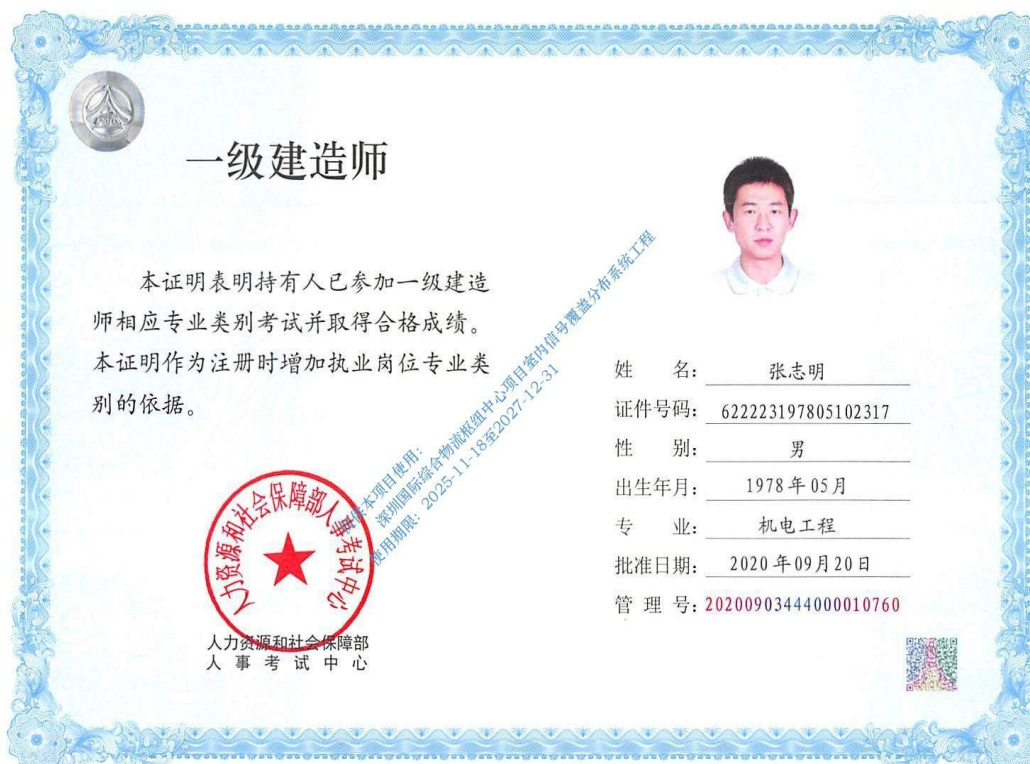 一级建造师
本证明表明持有人已参加一级建造
师相应专业类别考试并取得合格成绩。
本证明作为注册时增加执业岗位专业类
别的依据。
人力资源和社会保障部人事考试中心
人力资源和社会保障部
人事考试中心
仅供本项目使用:
深圳国际综合物流枢纽中心项目室内信号覆盖分布系统工程
使用期限: 2025-11-18至2027-12-31
姓 名: 张志明
证件号码: 622223197805102317
性 别: 男
出生年月: 1978年05月
专 业: 机电工程
批准日期: 2020年09月20日
管 理 号: 20200903444000010760